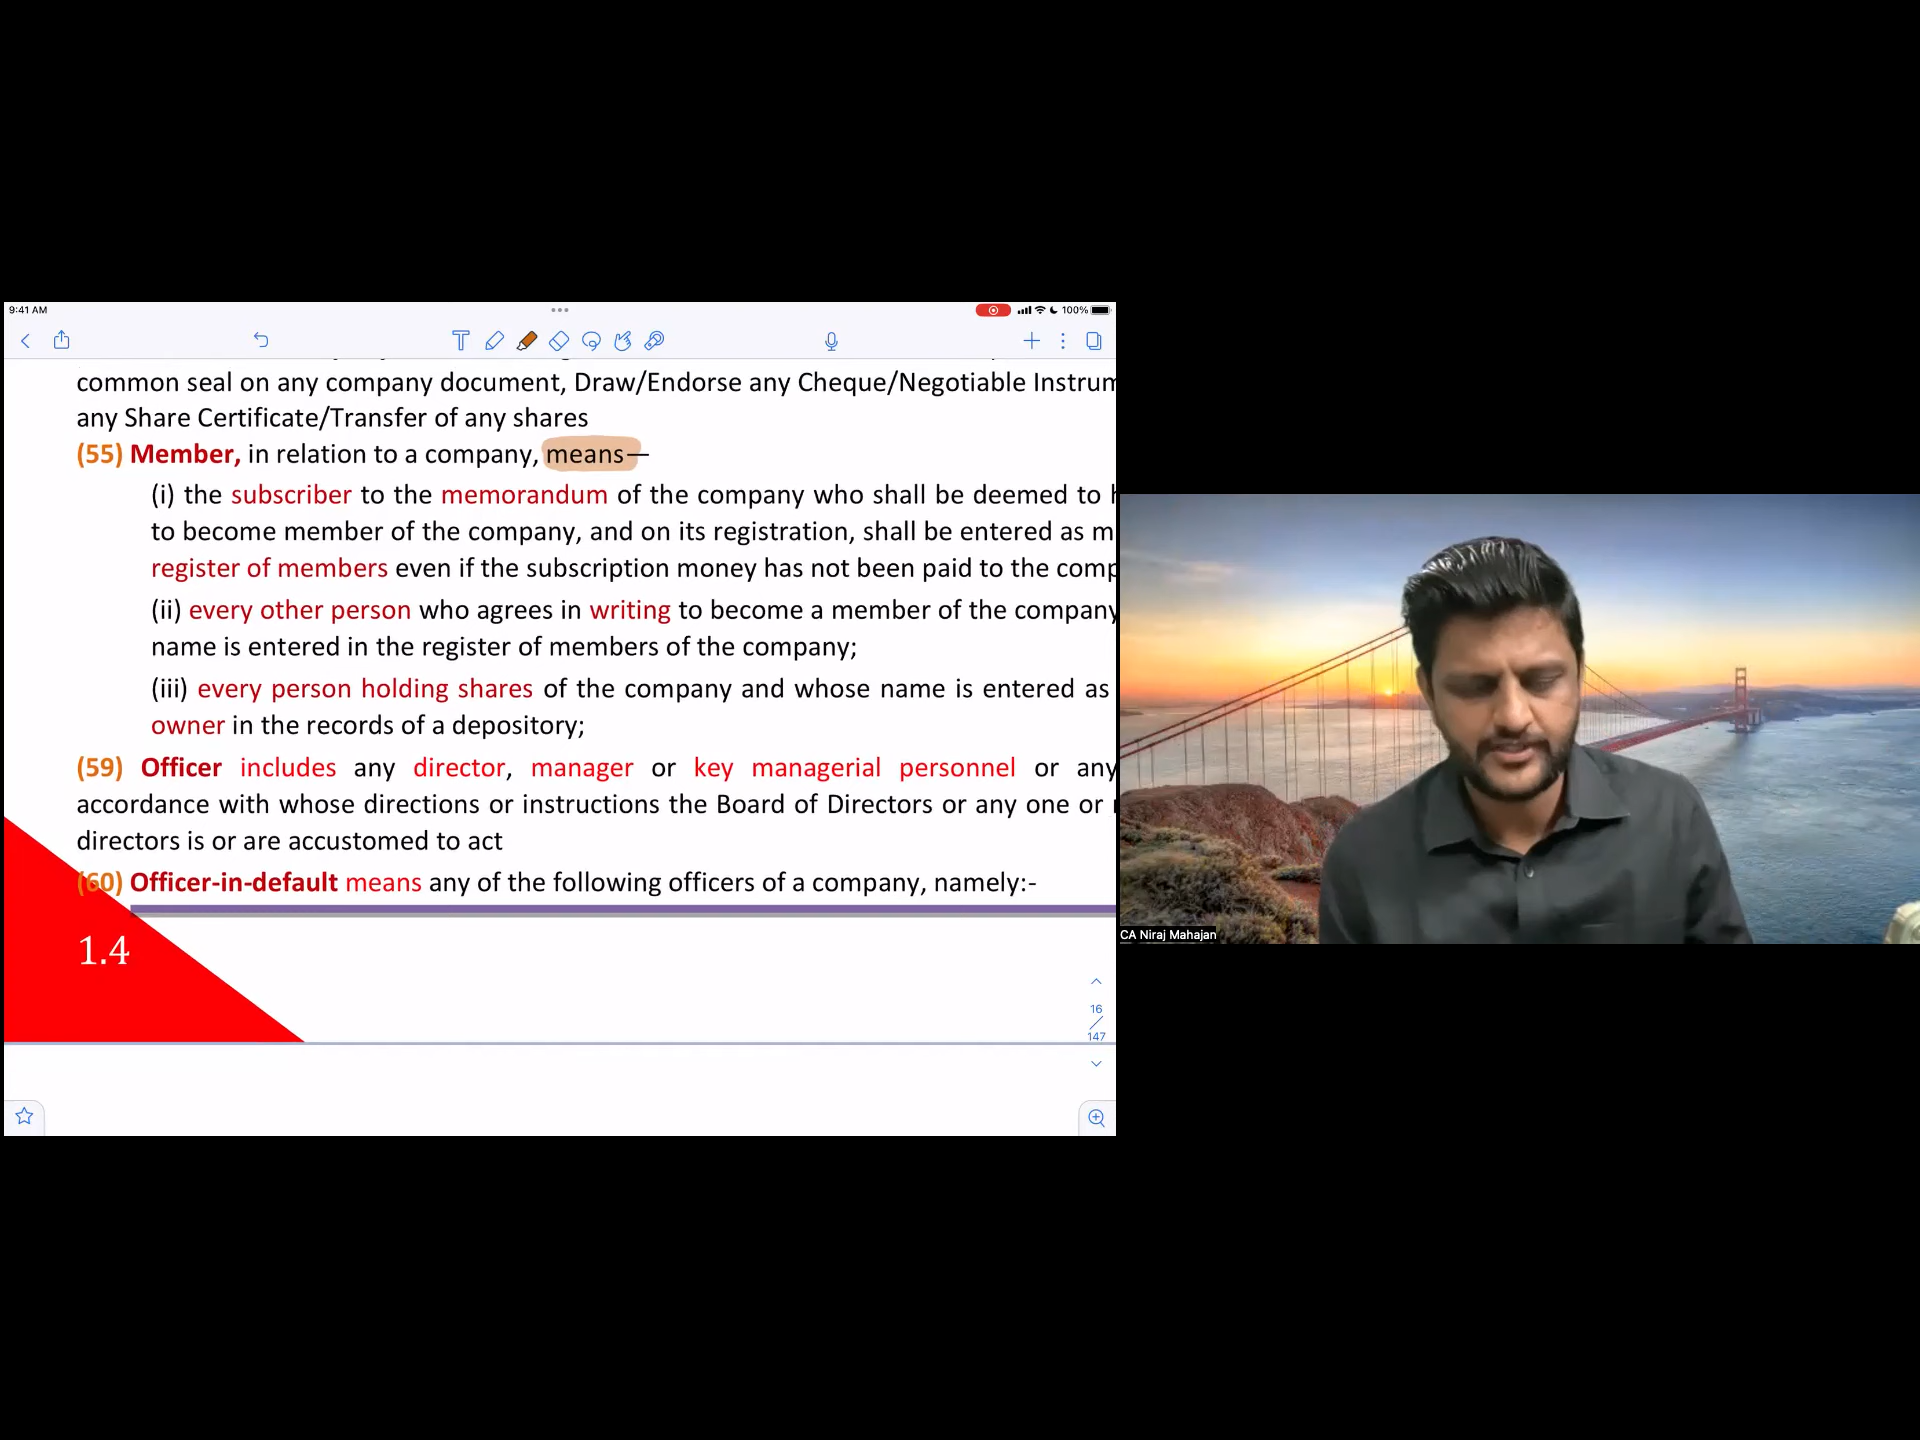 9:41 AM
100%
common seal on any company document, Draw/Endorse any Cheque/Negotiable Instrum
any Share Certificate/Transfer of any shares
(55) Member, in relation to a company, means—
(i) the subscriber to the memorandum of the company who shall be deemed to
to become member of the company, and on its registration, shall be entered as m
register of members even if the subscription money has not been paid to the comp
(ii) every other person who agrees in writing to become a member of the company
name is entered in the register of members of the company;
(iii) every person holding shares of the company and whose name is entered as
owner in the records of a depository;
(59) Officer includes any director, manager or key managerial personnel or any
accordance with whose directions or instructions the Board of Directors or any one or
directors is or are accustomed to act
(60) Officer-in-default means any of the following officers of a company, namely:-
1.4
16
147
CA Niraj Mahajan